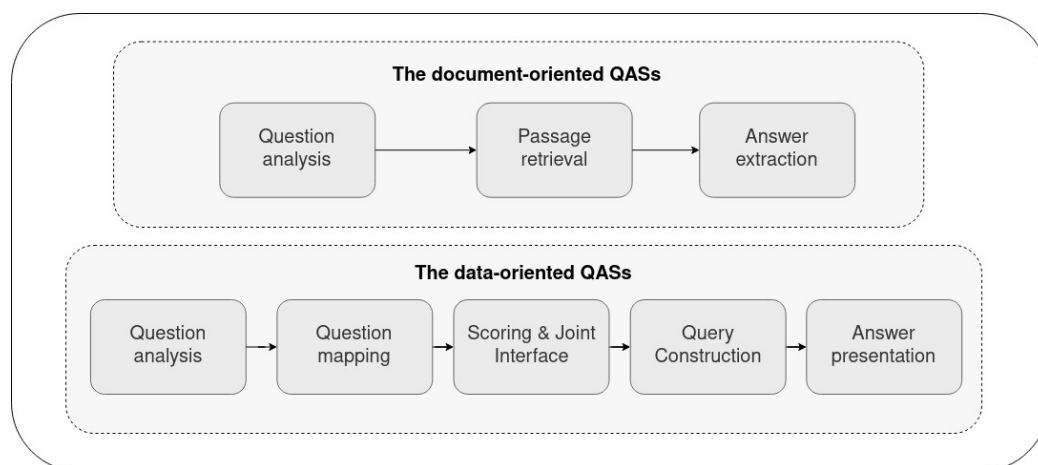 The document-oriented QASs
Question
analysis
Passage
retrieval
Answer
extraction
The data-oriented QASs
Question
analysis
Question
mapping
Scoring & Joint
Interface
Query
Construction
Answer
presentation